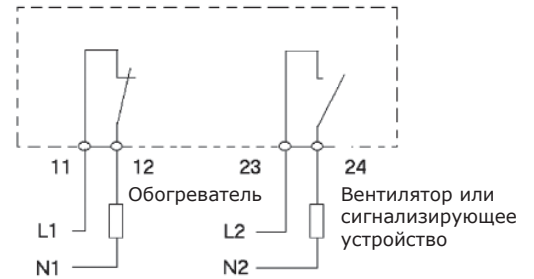 11 12 23 24
Обогреватель
Вентилятор или
сигнализирующее
устройство
L1
N1
L2
N2